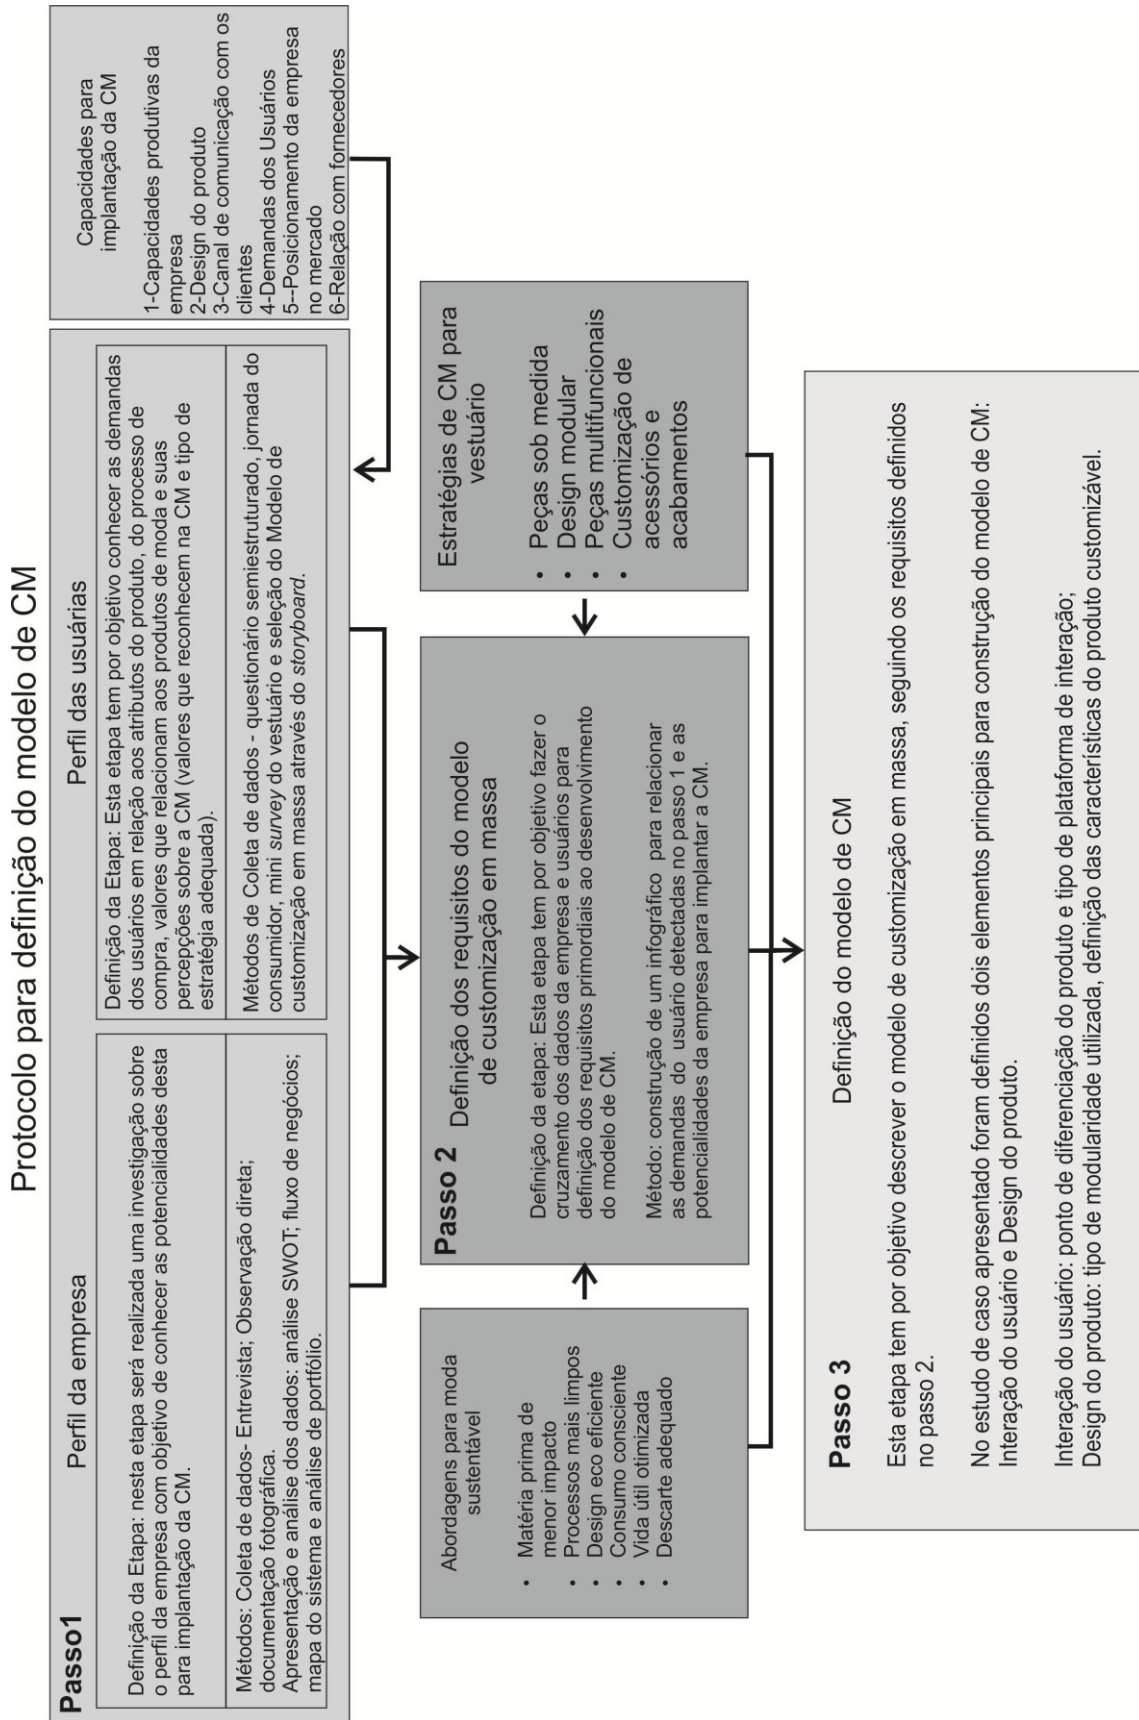 Protocolo para definição do modelo de CM
Passo1
Perfil da empresa
Definição da Etapa: nesta etapa será realizada uma investigação sobre
o perfil da empresa com objetivo de conhecer as potencialidades desta
para implantação da CM.
Métodos: Coleta de dados- Entrevista; Observação direta;
documentação fotográfica.
Apresentação e análise dos dados: análise SWOT; fluxo de negócios;
mapa do sistema e análise de portfólio.
Perfil das usuárias
Definição da Etapa: Esta etapa tem por objetivo conhecer as demandas
dos usuários em relação aos atributos do produto, do processo de
compra, valores que relacionam aos produtos de moda e suas
percepções sobre a CM (valores que reconhecem na CM e tipo de
estratégia adequada).
Métodos de Coleta de dados - questionário semiestruturado, jornada do
consumidor, mini survey do vestuário e seleção do Modelo de
customização em massa através do storyboard.
Capacidades para
implantação da CM
1-Capacidades produtivas da
empresa
2-Design do produto
3-Canal de comunicação com os
clientes
4-Demandas dos Usuários
5--Posicionamento da empresa
no mercado
6-Relação com fornecedores
Abordagens para moda
sustentável
• Matéria prima de
menor impacto
• Processos mais limpos
• Design eco eficiente
• Consumo consciente
• Vida útil otimizada
• Descarte adequado
Passo 2
Definição dos requisitos do modelo
de customização em massa
Definição da etapa: Esta etapa tem por objetivo fazer o
cruzamento dos dados da empresa e usuários para
definição dos requisitos primordiais ao desenvolvimento
do modelo de CM.
Método: construção de um infográfico para relacionar
as demandas do usuário detectadas no passo 1 e as
potencialidades da empresa para implantar a CM.
Estratégias de CM para
vestuário
• Peças sob medida
• Design modular
• Peças multifuncionais
• Customização de
acessórios e
acabamentos
Passo 3
Definição do modelo de CM
Esta etapa tem por objetivo descrever o modelo de customização em massa, seguindo os requisitos definidos
no passo 2.
No estudo de caso apresentado foram definidos dois elementos principais para construção do modelo de CM:
Interação do usuário e Design do produto.
Interação do usuário: ponto de diferenciação do produto e tipo de plataforma de interação;
Design do produto: tipo de modularidade utilizada, definição das características do produto customizável.